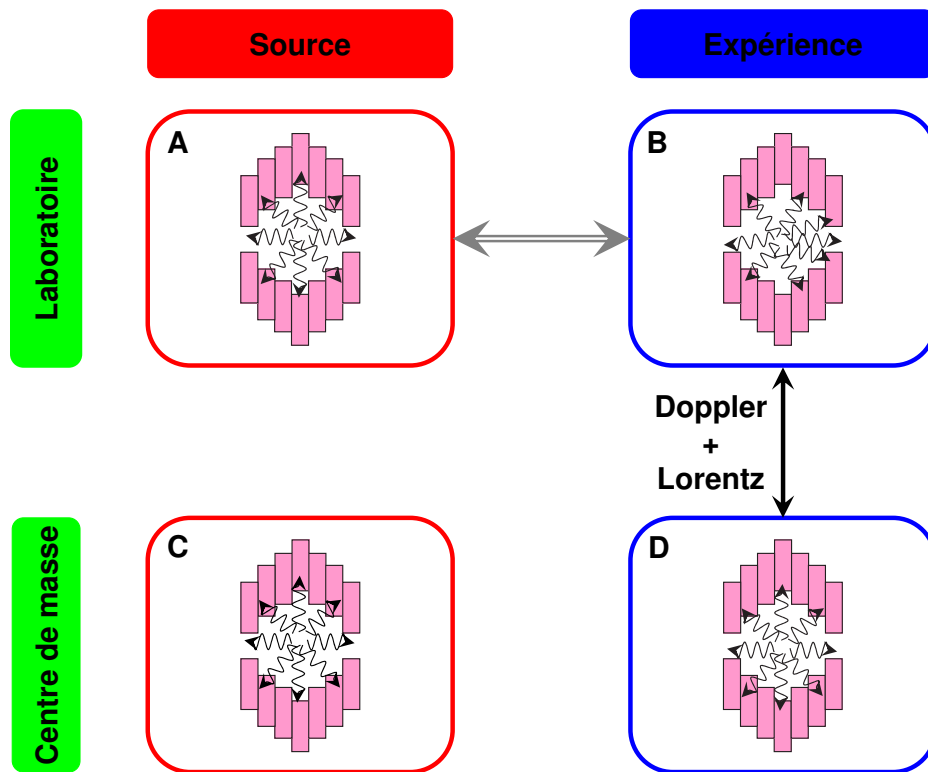 Source
Expérience
Laboratoire
A
B
Doppler
+
Lorentz
Centre de masse
C
D